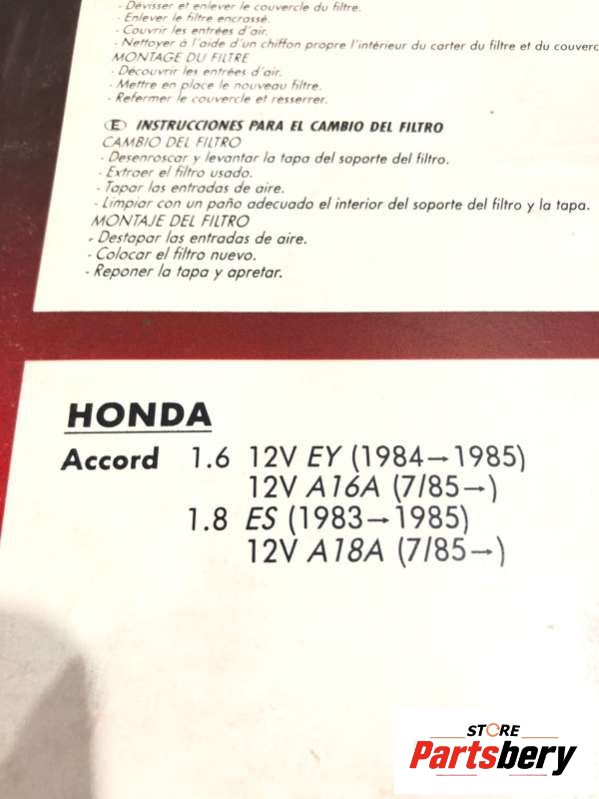 - Dévisser et enlever le couvercle du filtre.
- Enlever le filtre encrassé.
- Couvrir les entrées d'air.
- Nettoyer à l'aide d'un chiffon propre l'intérieur du carter du filtre et du couverc
MONTAGE DU FILTRE
- Découvrir les entrées d'air.
- Mettre en place le nouveau filtre.
- Refermer le couvercle et resserrer.
E INSTRUCCIONES PARA EL CAMBIO DEL FILTRO
CAMBIO DEL FILTRO
- Desenroscar y levantar la tapa del soporte del filtro.
- Extraer el filtro usado.
- Tapar las entradas de aire.
- Limpiar con un paño adecuado el interior del soporte del filtro y la tapa.
MONTAJE DEL FILTRO
- Destapar las entradas de aire.
- Colocar el filtro nuevo.
- Reponer la tapa y apretar.
HONDA
Accord 1.6 12V EY (1984→1985)
12V A16A (7/85→)
1.8 ES (1983→1985)
12V A18A (7/85→)
STORE
Partsbery